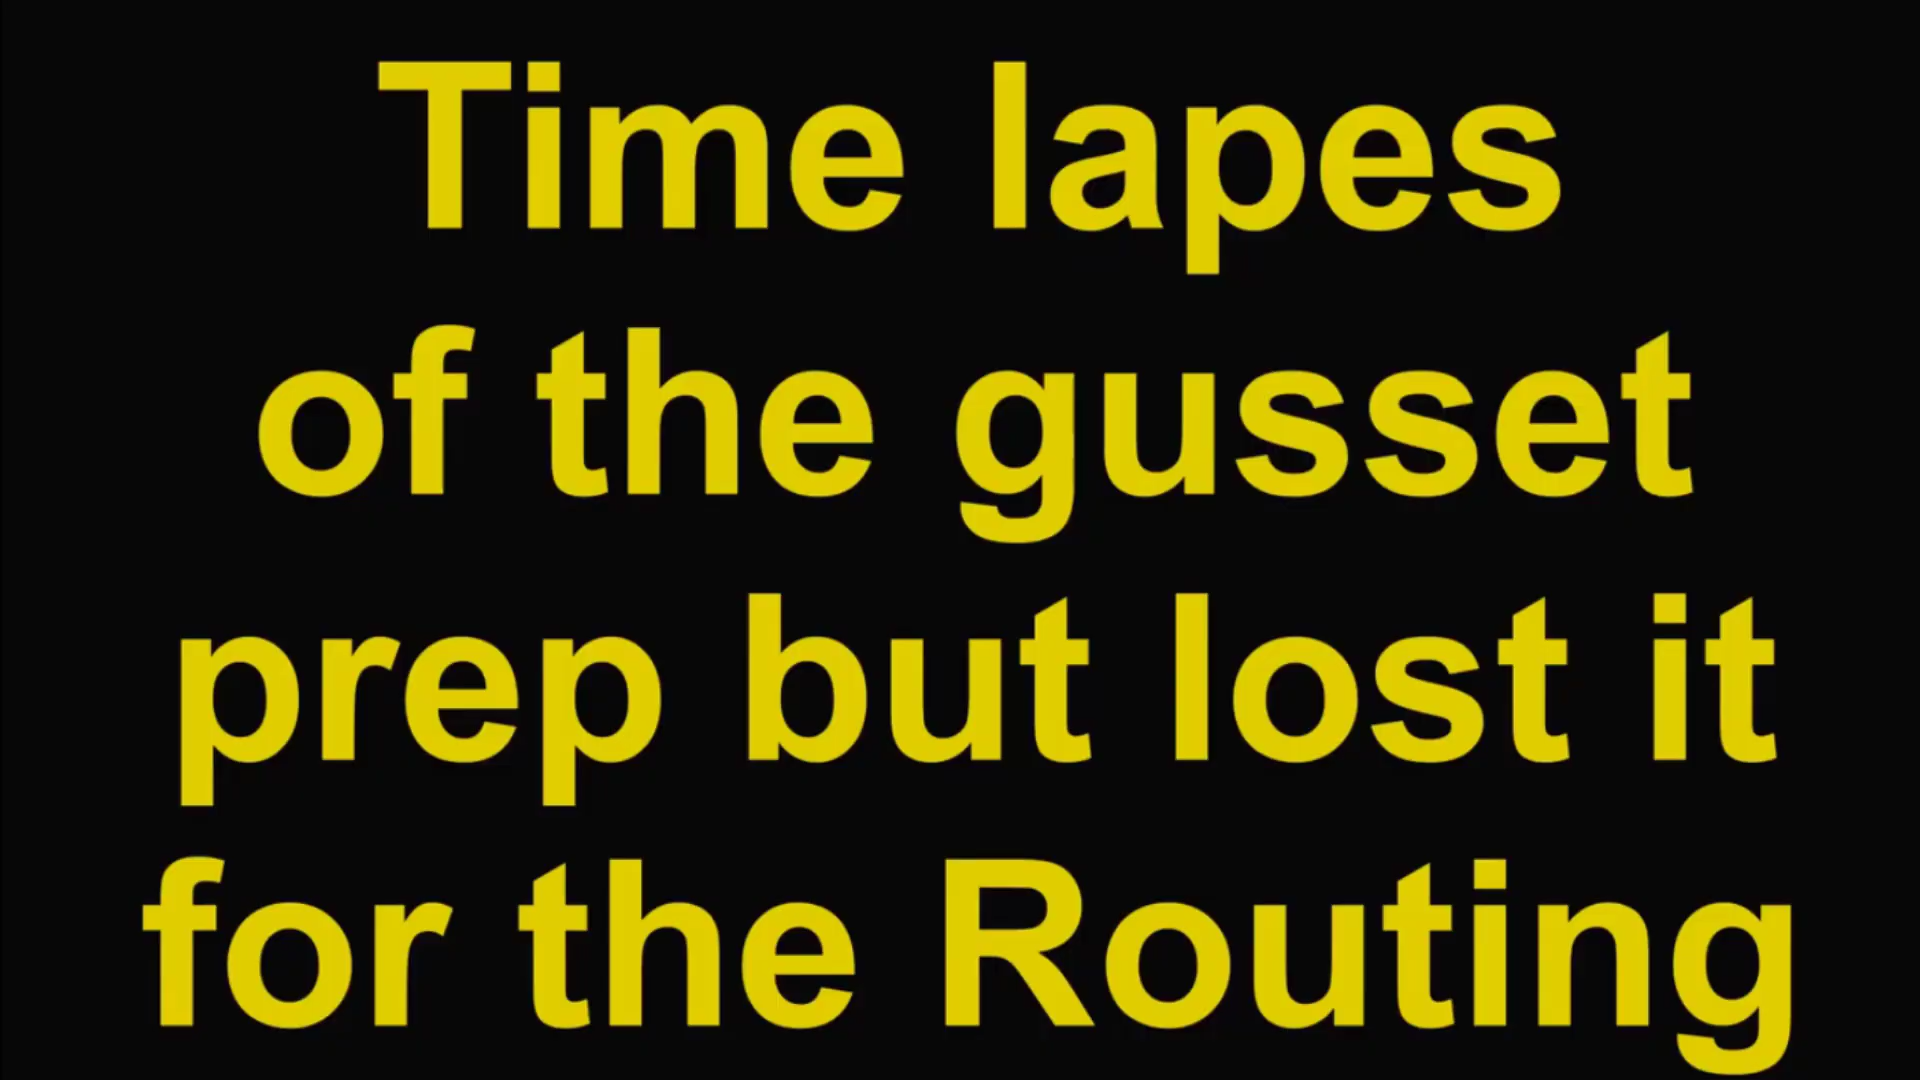 Time lapes
of the gusset
prep but lost it
for the Routing